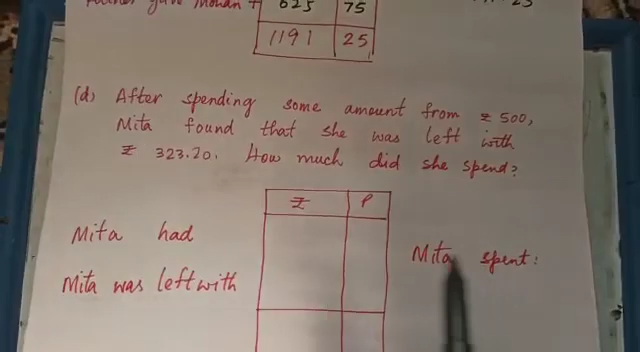 Mohan + 625 75
1191 25
(d) After spending some amount from ₹ 500,
Mita found that she was left with
₹ 323.20. How much did she spend?
₹ P
Mita had
Mita spent:
Mita was left with